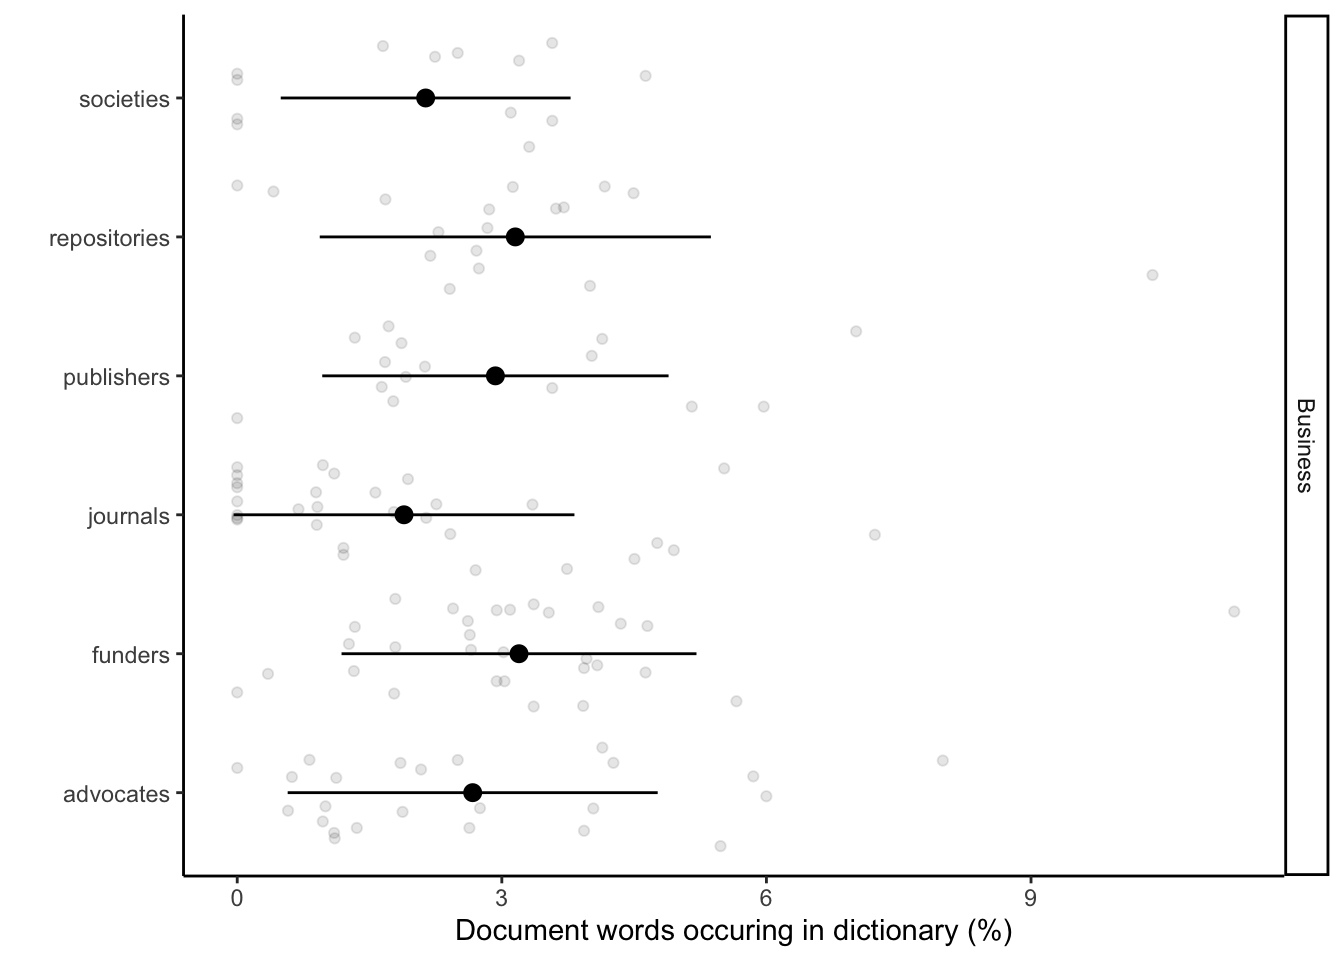 societies
repositories
publishers
journals
funders
advocates
Business
0 3 6 9
Document words occuring in dictionary (%)